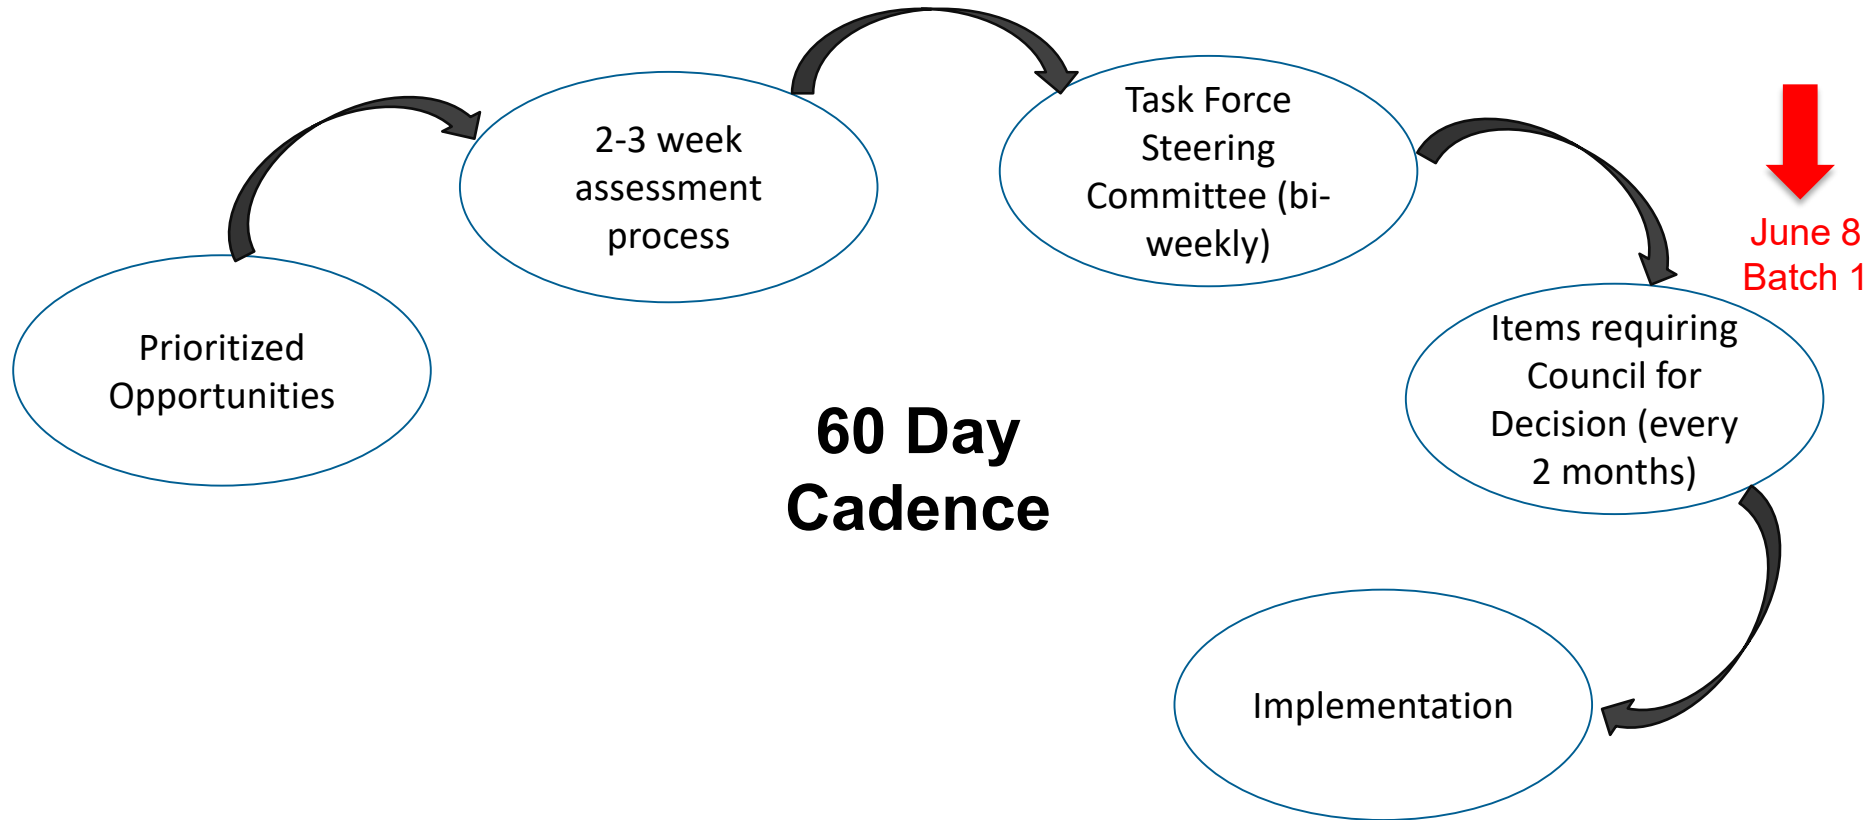 Prioritized
Opportunities
2-3 week
assessment
process
Task Force
Steering
Committee (bi-
weekly)
June 8
Batch 1
Items requiring
Council for
Decision (every
2 months)
60 Day
Cadence
Implementation